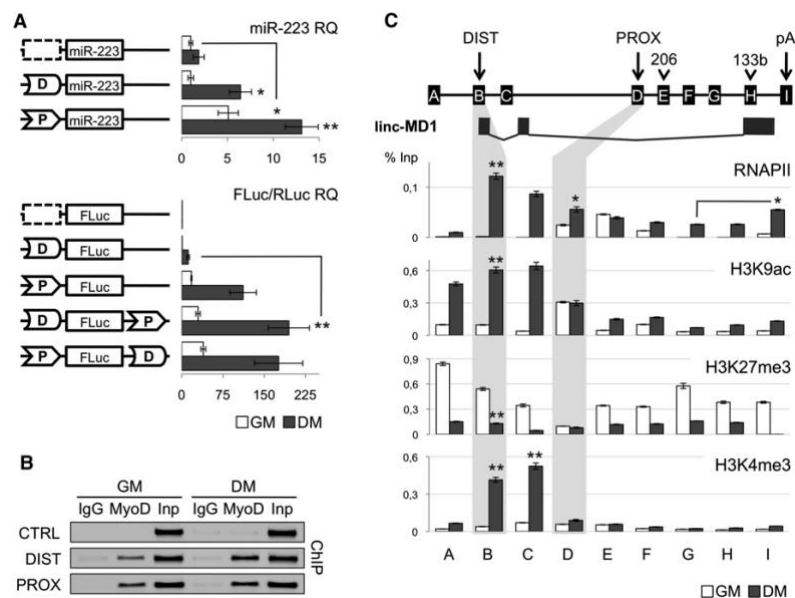 A
miR-223 RQ
miR-223
D miR-223 *
P miR-223 * **
0 5 10 15
FLuc/RLuc RQ
FLuc
D FLuc
P FLuc
D FLuc P **
P FLuc D
0 75 150 225
GM DM
B
GM DM
IgG MyoD Inp IgG MyoD Inp
CTRL
DIST
PROX
ChIP
C
DIST PROX 206 133b pA
A B C D E F G H I
linc-MD1
% Inp
RNAPII
0,1
** * *
H3K9ac
0,6
0,3
0
**
H3K27me3
0,9
0,6
0,3
0
**
H3K4me3
0,6
0,3
0
** **
A B C D E F G H I
GM DM